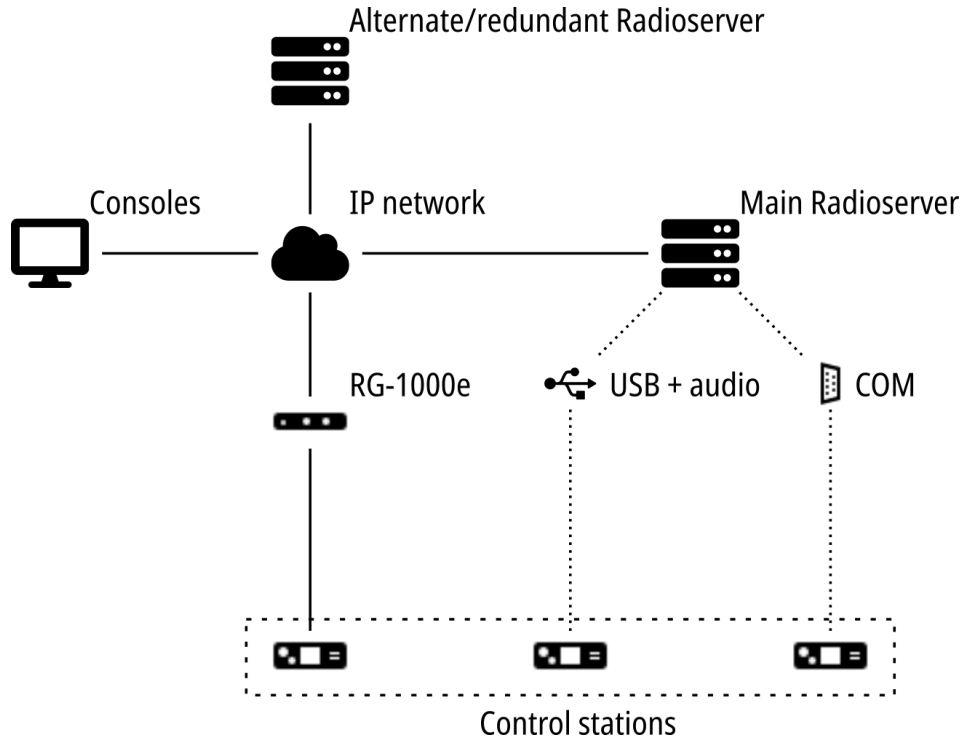 Alternate/redundant Radioserver
Consoles
IP network
Main Radioserver
RG-1000e
USB + audio
COM
Control stations